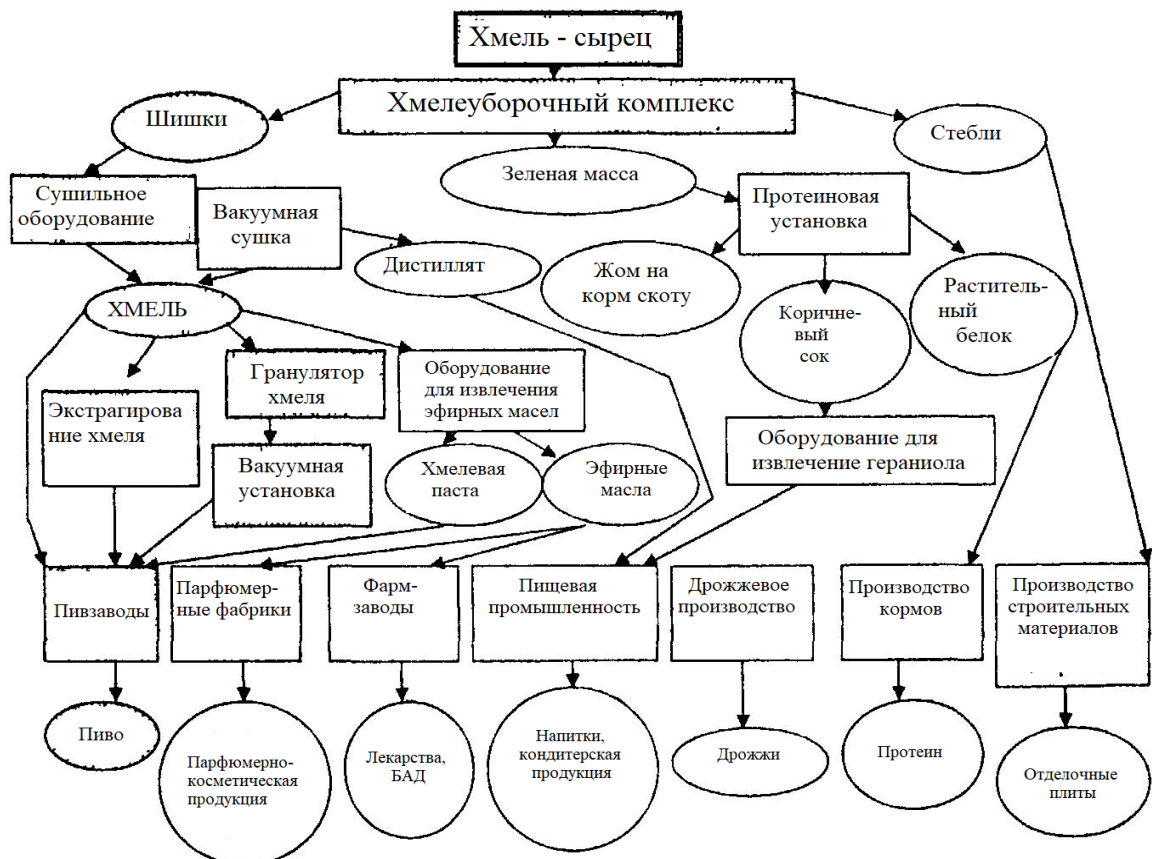 Хмель - сырец
Хмелеуборочный комплекс
Шишки
Стебли
Зеленая масса
Сушильное
оборудование
Вакуумная
сушка
Протеиновая
установка
Дистиллят
Жом на
корм скоту
Коричне-
вый
сок
Раститель-
ный
белок
ХМЕЛЬ
Экстрагирова
ние хмеля
Гранулятор
хмеля
Оборудование
для извлечения
эфирных масел
Вакуумная
установка
Хмелевая
паста
Эфирные
масла
Оборудование для
извлечение гераниола
Пивзаводы
Парфюмер-
ные фабрики
Фарм-
заводы
Пищевая
промышленность
Дрожжевое
производство
Производство
кормов
Производство
строительных
материалов
Пиво
Парфюмерно-
косметическая
продукция
Лекарства,
БАД
Напитки,
кондитерская
продукция
Дрожжи
Протеин
Отделочные
плиты